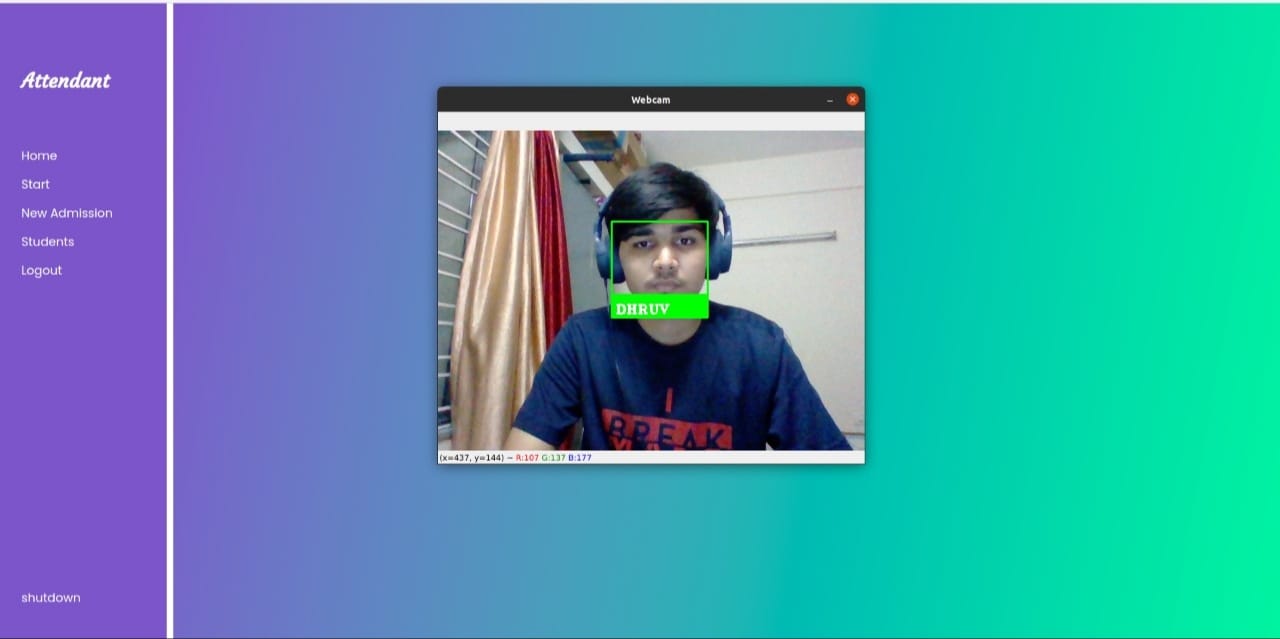 Attendant
Home
Start
New Admission
Students
Logout
shutdown
Webcam
DHRUV
I
BREAK
(x=437, y=144) ~ R:107 G:137 B:177